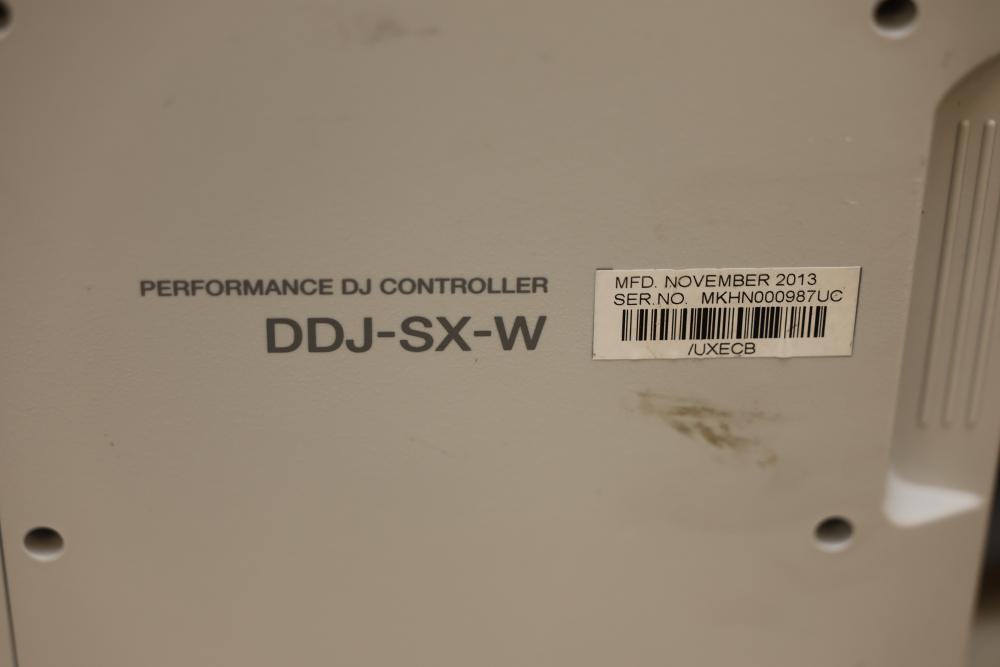 PERFORMANCE DJ CONTROLLER
DDJ-SX-W
MFD. NOVEMBER 2013
SER.NO. MKHN000987UC
/UXECB